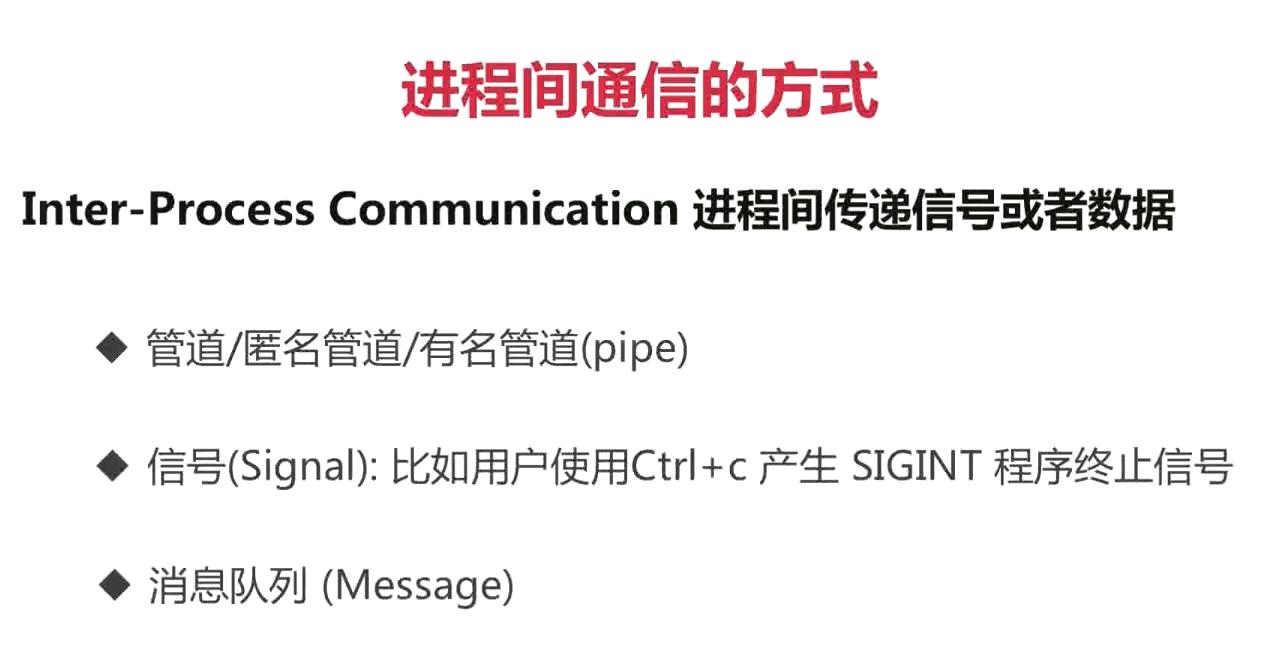 进程间通信的方式
Inter-Process Communication 进程间传递信号或者数据
◆ 管道/匿名管道/有名管道(pipe)
◆ 信号(Signal): 比如用户使用Ctrl+c 产生 SIGINT 程序终止信号
◆ 消息队列 (Message)